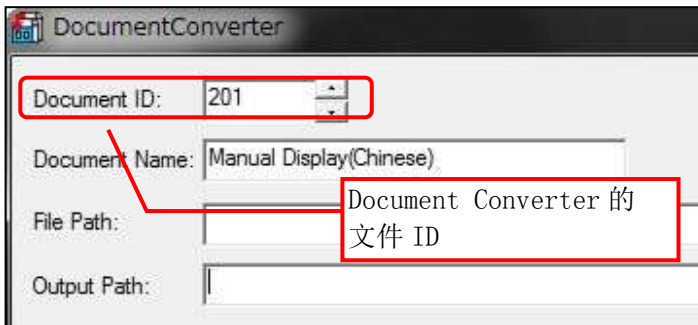 DocumentConverter
Document ID: 201
Document Name: Manual Display(Chinese)
File Path:
Document Converter 的
文件 ID
Output Path: